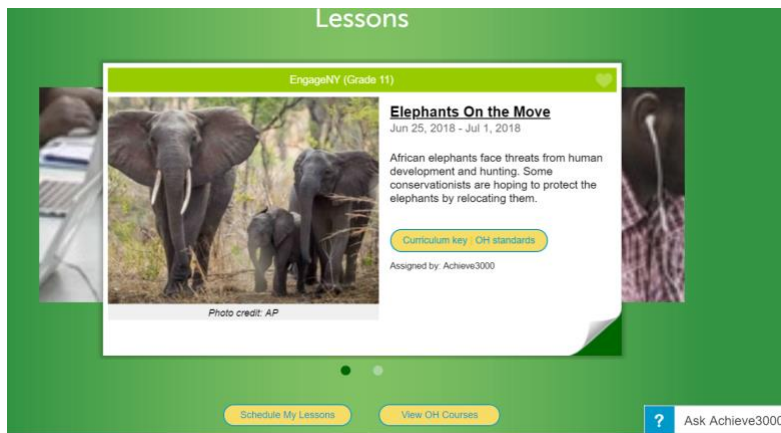 Lessons
EngageNY (Grade 11)
Elephants On the Move
Jun 25, 2018 - Jul 1, 2018
African elephants face threats from human
development and hunting. Some
conservationists are hoping to protect the
elephants by relocating them.
Curriculum key | OH standards
Assigned by: Achieve3000
Photo credit: AP
Schedule My Lessons
View OH Courses
? Ask Achieve3000